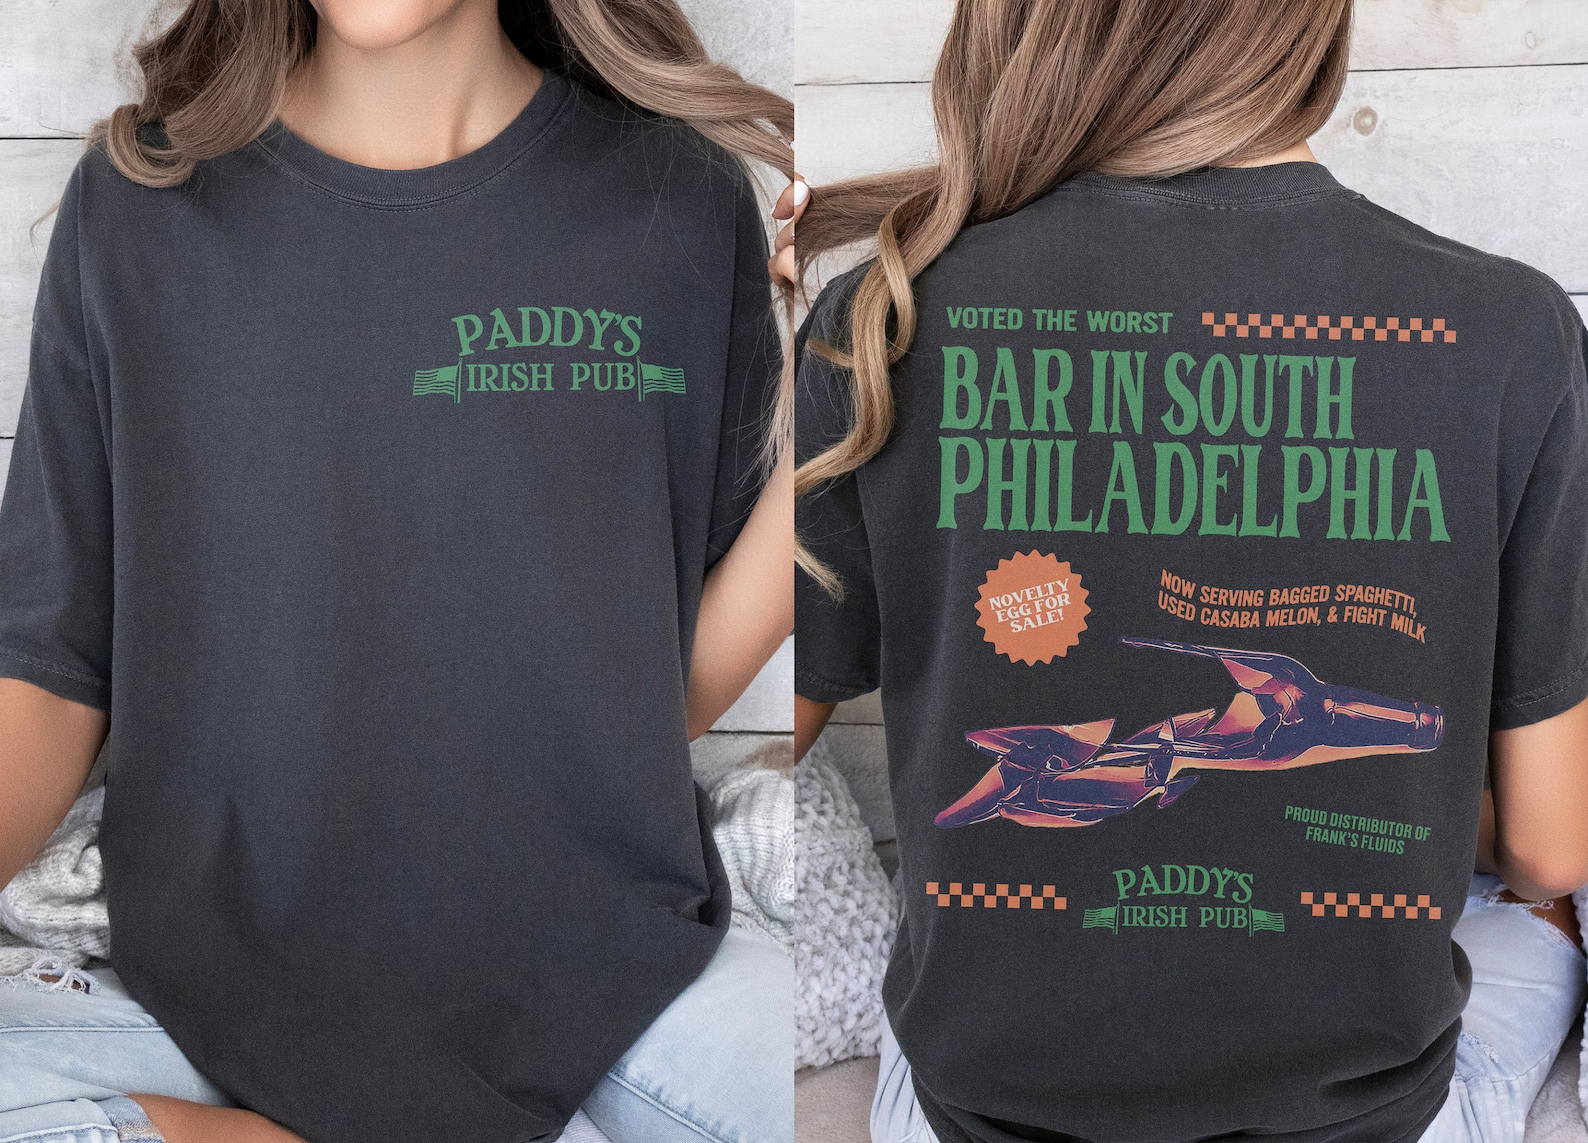 PADDY'S
IRISH PUB
VOTED THE WORST
BAR IN SOUTH
PHILADELPHIA
NOVELTY
EGG FOR
SALE!
NOW SERVING BAGGED SPAGHETTI,
USED CASABA MELON, & FIGHT MILK
PROUD DISTRIBUTOR OF
FRANK'S FLUIDS
PADDY'S
IRISH PUB